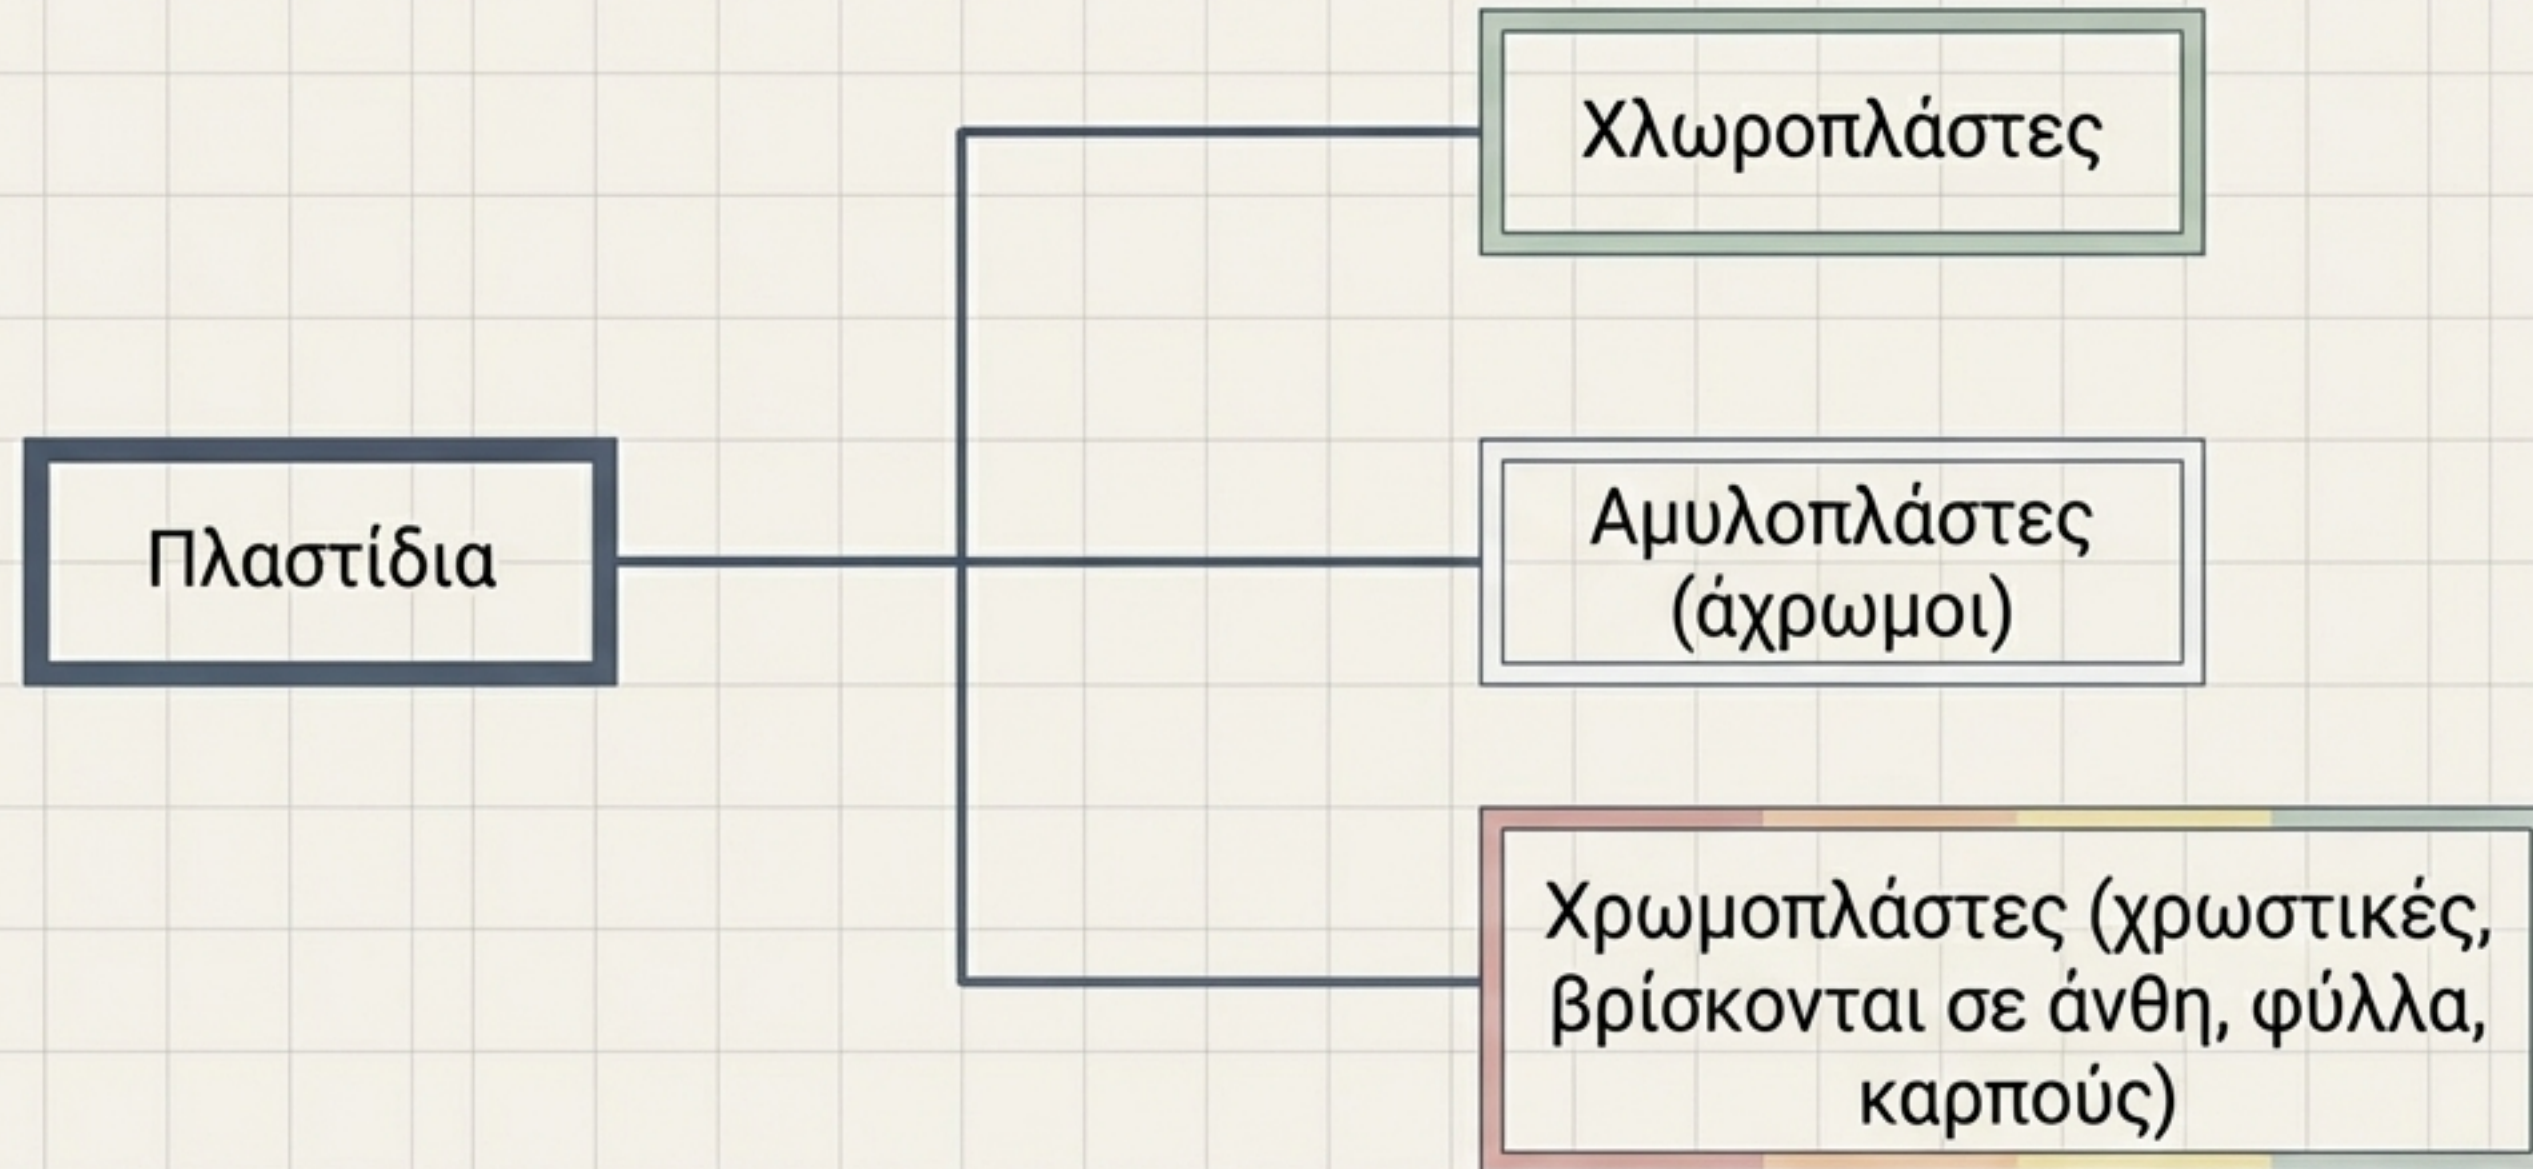 Χλωροπλάστες
Πλαστίδια
Αμυλοπλάστες
(άχρωμοι)
Χρωμοπλάστες (χρωστικές,
βρίσκονται σε άνθη, φύλλα,
καρπούς)